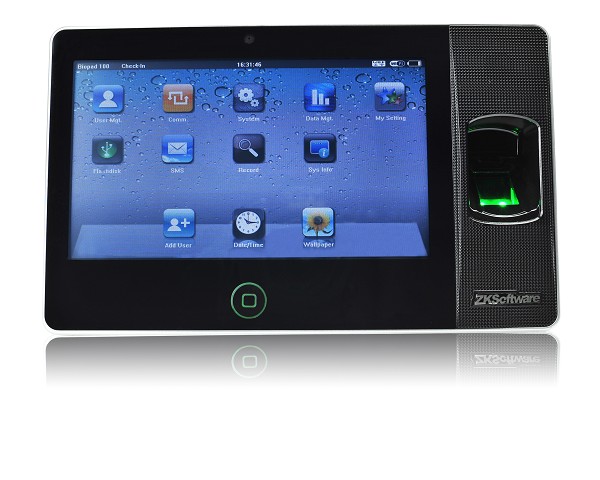 Biopad 100 Check-In 16:31:46
User Mgt. Comm. System Data Mgt. My Setting
Flashdisk SMS Record Sys Info
Add User Date/Time Wallpaper
ZKSoftware